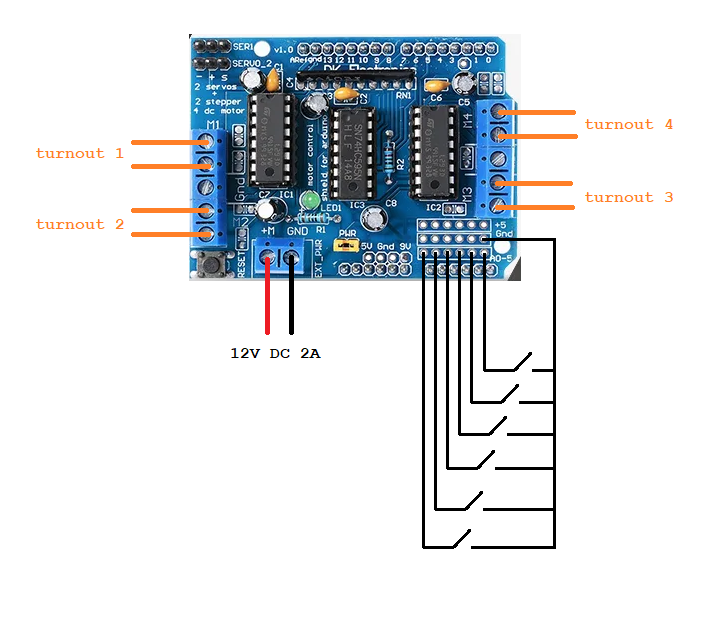 SER1
v1.0
ARef
Gnd
13 12 11 10 9 8
7 6 5 4 3 2 1 0
SERVO_2
C1
C4
DK Electronics
- + S
2 servos
+
2 stepper
4 dc motor
C2
C6
C5
RN1
M1
M4
turnout 4
turnout 1
motor control
shield for arduino
SN74HC595N
R2
Gnd
C7
IC1
IC3
IC2
M3
turnout 3
turnout 2
M2
LED1
R1
C8
+M GND
PWR
+5
Gnd
5V Gnd 9V
A0-5
RESET
EXT_PWR
12V DC 2A